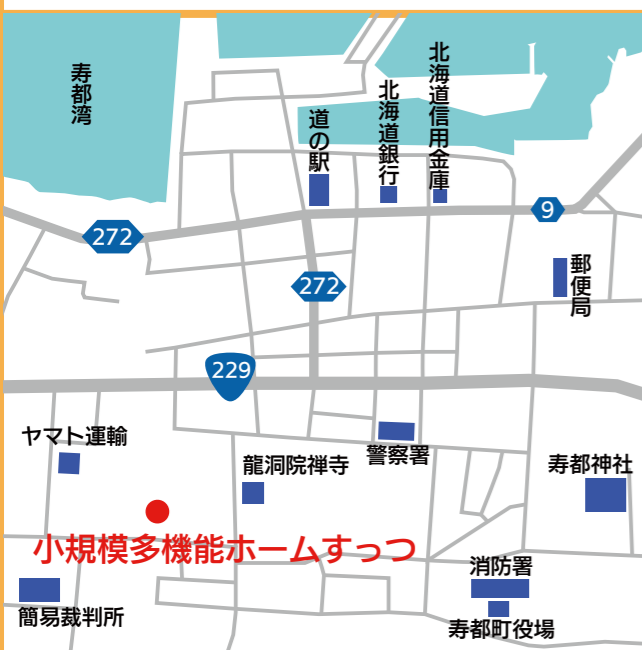 寿都湾
道の駅
北海道銀行
北海道信用金庫
9
272
272
郵便局
229
ヤマト運輸
龍洞院禅寺
警察署
寿都神社
小規模多機能ホームすっつ
簡易裁判所
消防署
寿都町役場